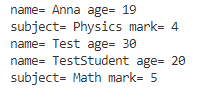 name= Anna age= 19
subject= Physics mark= 4
name= Test age= 30
name= TestStudent age= 20
subject= Math mark= 5